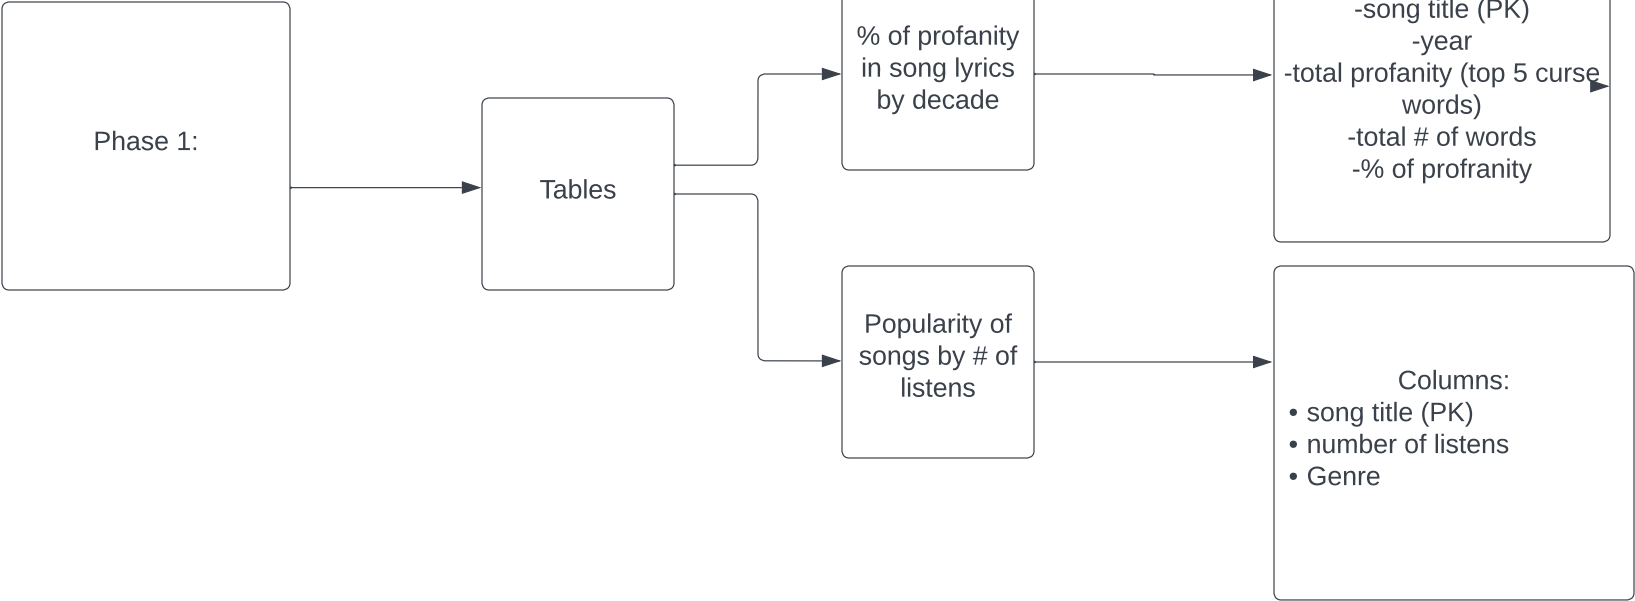 Phase 1:
Tables
% of profanity
in song lyrics
by decade
-song title (PK)
-year
-total profanity (top 5 curse
words)
-total # of words
-% of profranity
Popularity of
songs by # of
listens
Columns:
• song title (PK)
• number of listens
• Genre